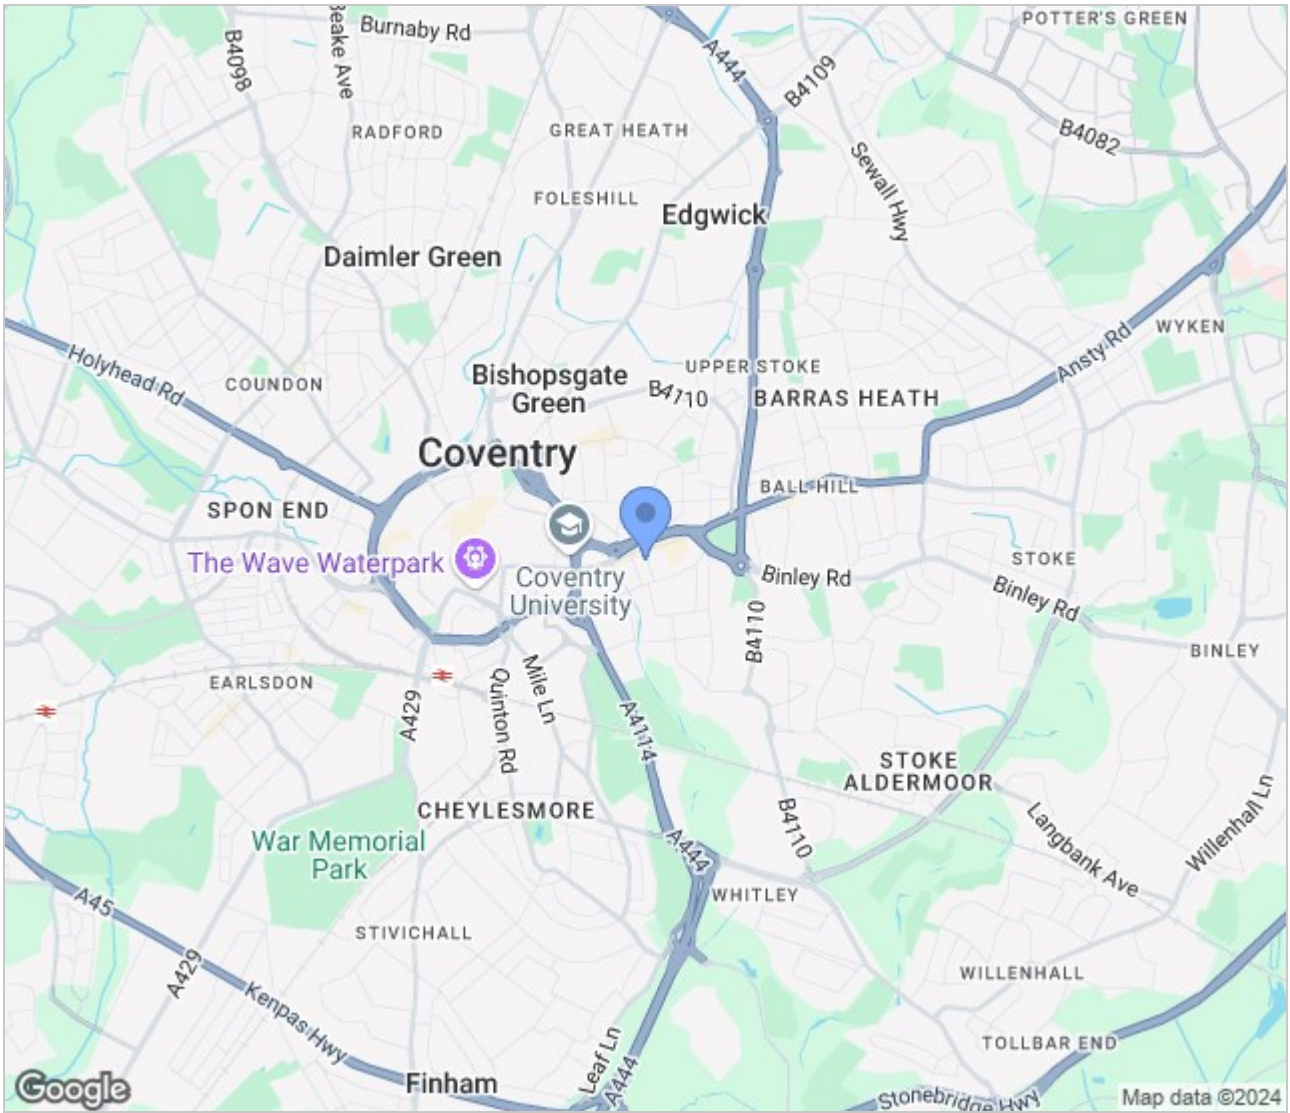 Burnaby Rd
Beake Ave
B4098
A444
B4109
POTTER'S GREEN
B4082
RADFORD
GREAT HEATH
Sewall Hwy
FOLESHILL
Edgwick
Daimler Green
WYKEN
Ansty Rd
Holyhead Rd
COUNDON
Bishopsgate
Green
B4110
UPPER STOKE
BARRAS HEATH
Coventry
BALL HILL
SPON END
The Wave Waterpark
Coventry
University
Binley Rd
STOKE
Binley Rd
B4110
BINLEY
EARLSDON
A429
Quinton Rd
Mile Ln
A4114
STOKE
ALDERMOOR
CHEYLESMORE
B4110
Langbank Ave
Willenhall Ln
War Memorial
Park
A444
WHITLEY
A45
STIVICHALL
A429
WILLENHALL
Kenpas Hwy
TOLLBAR END
Leaf Ln
A444
Finham
Stonebridge Hwy
Google
Map data ©2024